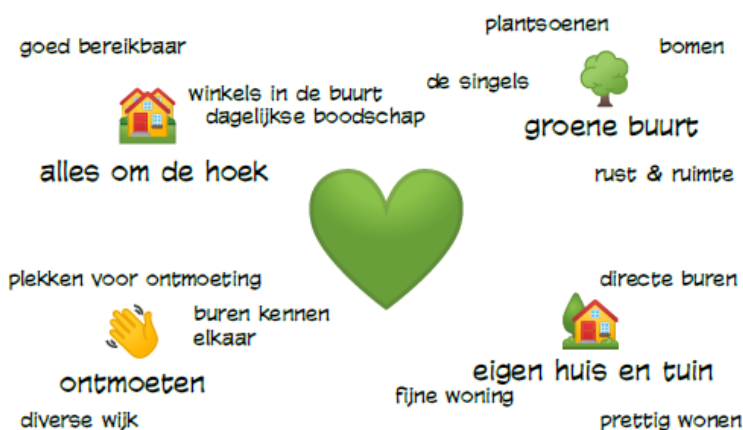 goed bereikbaar
winkels in de buurt
dagelijkse boodschap
alles om de hoek
plantsoenen
bomen
de singels
groene buurt
rust & ruimte
plekken voor ontmoeting
buren kennen
elkaar
ontmoeten
diverse wijk
directe buren
eigen huis en tuin
fijne woning
prettig wonen